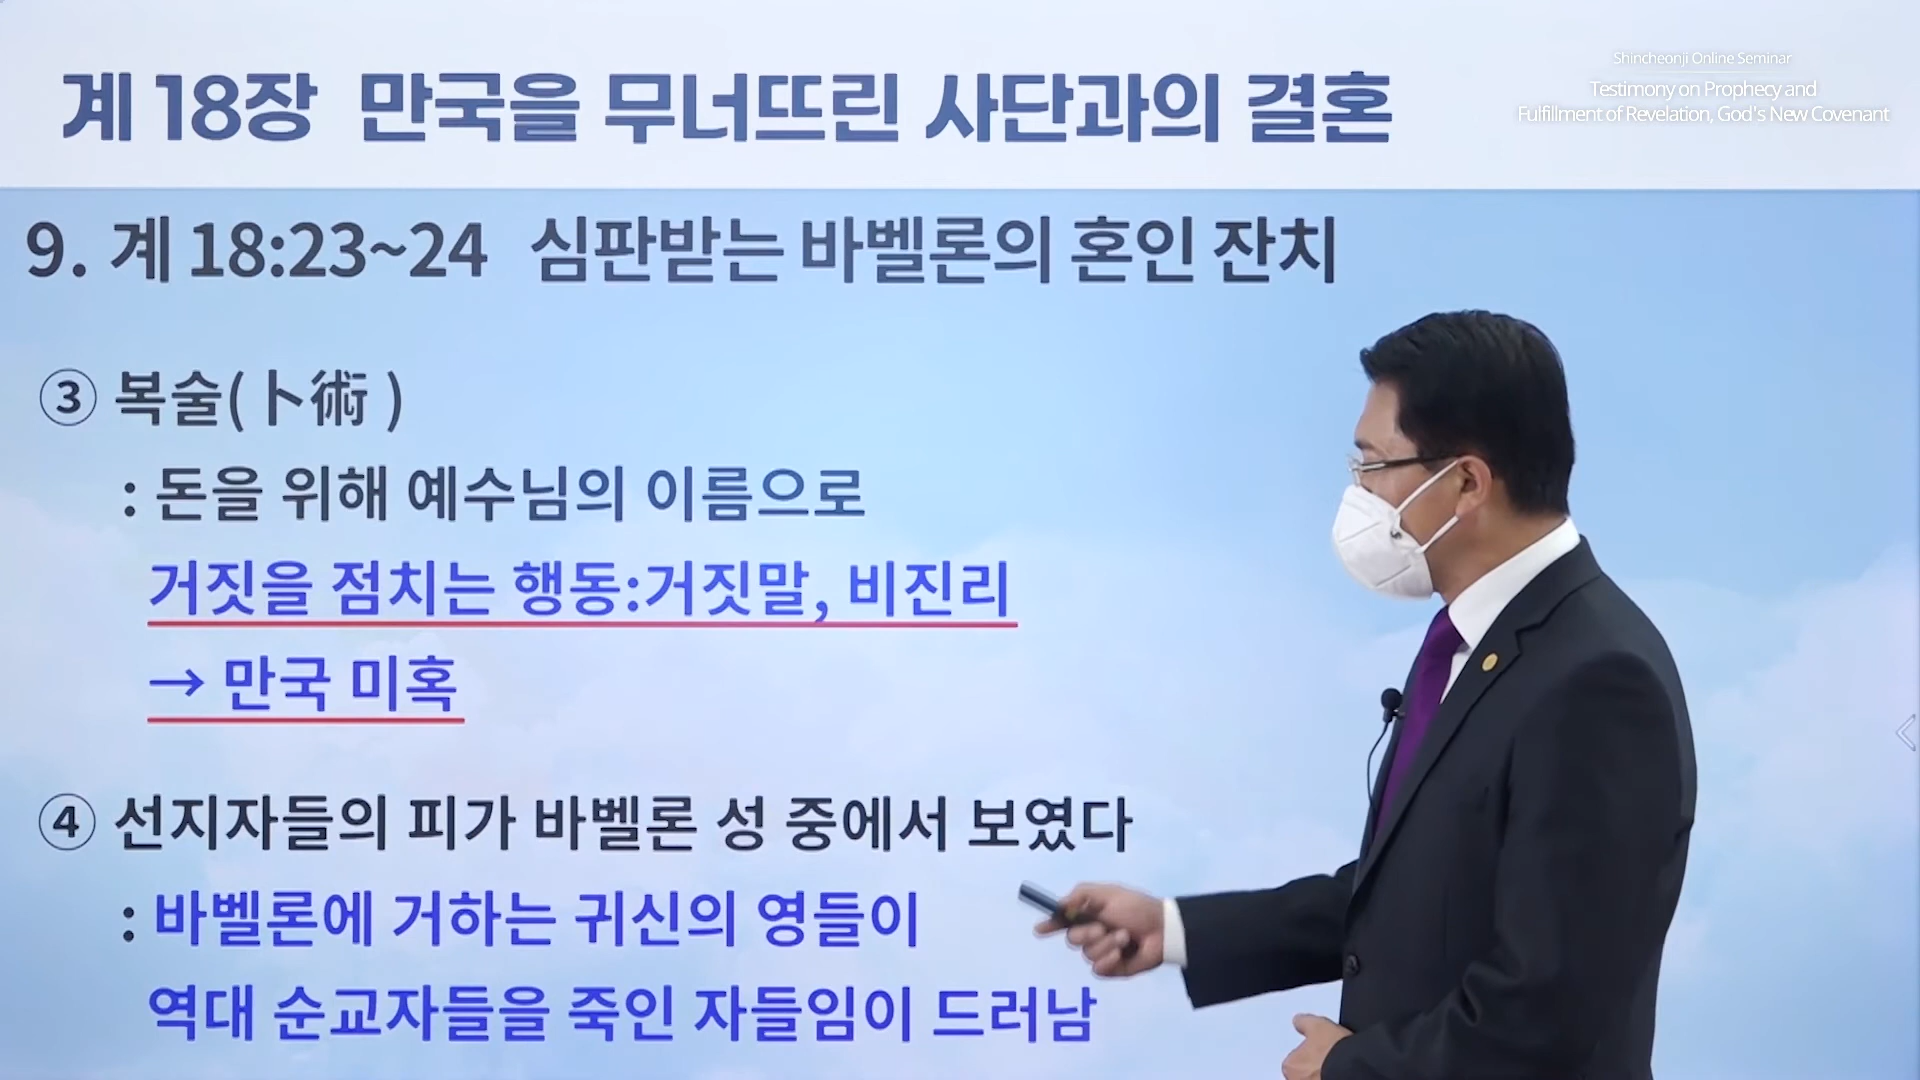 계 18장 만국을 무너뜨린 사단과의 결혼
Shincheonji Online Seminar
Testimony on Prophecy and
Fulfillment of Revelation, God's New Covenant
9. 계 18:23~24 심판받는 바벨론의 혼인 잔치
③ 복술(卜術)
: 돈을 위해 예수님의 이름으로
거짓을 점치는 행동:거짓말, 비진리
→ 만국 미혹
④ 선지자들의 피가 바벨론 성 중에서 보였다
: 바벨론에 거하는 귀신의 영들이
역대 순교자들을 죽인 자들임이 드러남